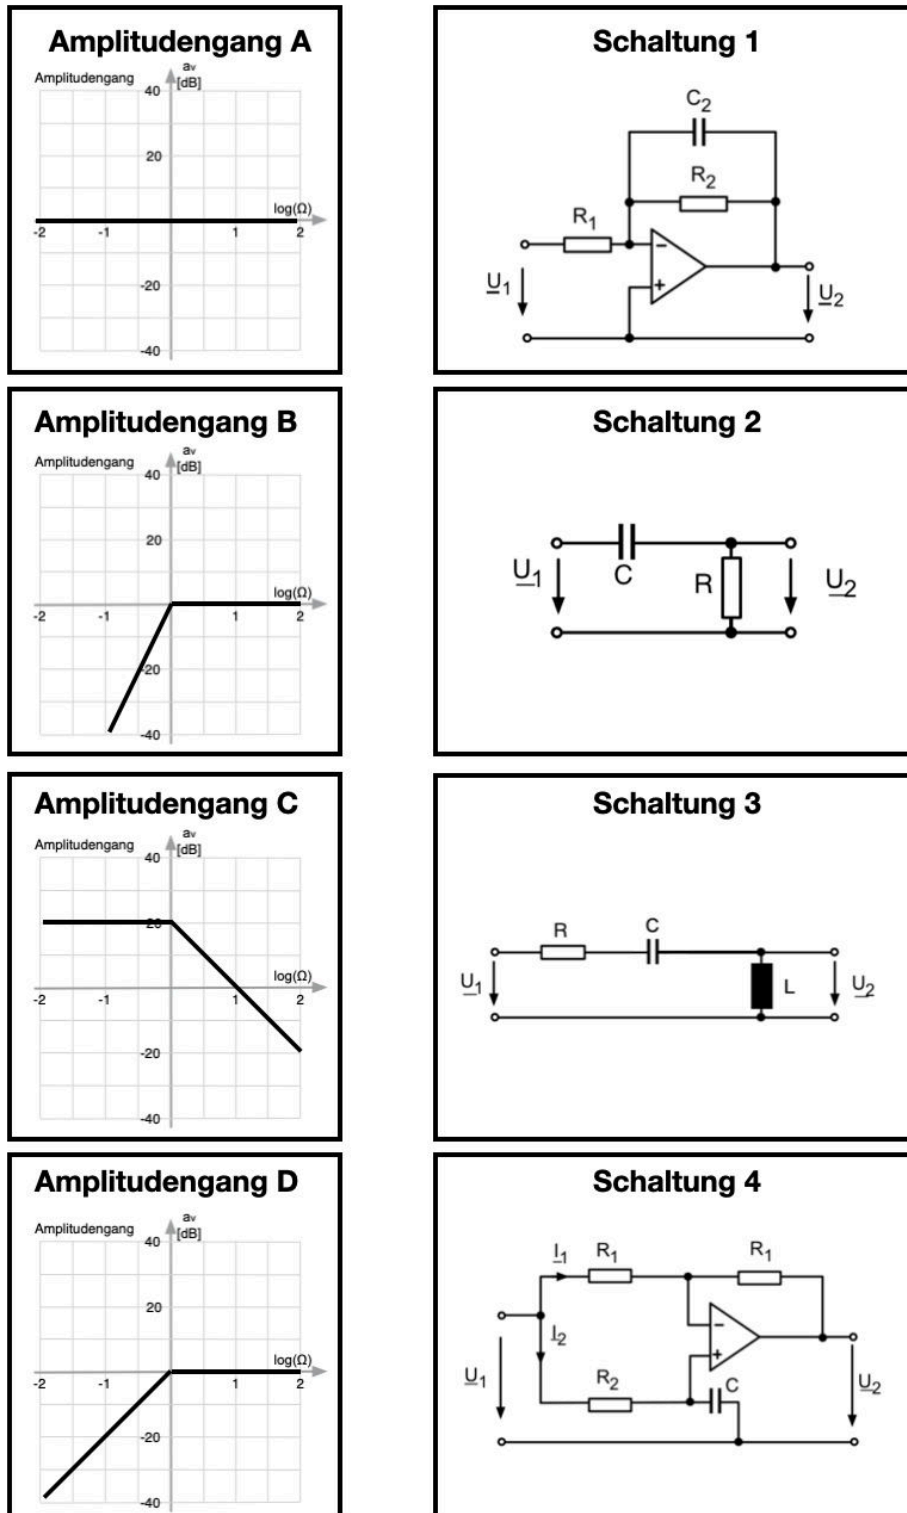 Amplitudengang A
Amplitudengang
av
[dB]
40
20
log(Ω)
-2
-1
1
2
-20
-40
Schaltung 1
C2
R2
R1
U1
U2
Amplitudengang B
Amplitudengang
av
[dB]
40
20
log(Ω)
-2
-1
1
2
-20
-40
Schaltung 2
U1
C
R
U2
Amplitudengang C
Amplitudengang
av
[dB]
40
20
log(Ω)
-2
-1
1
2
-20
-40
Schaltung 3
R
C
U1
L
U2
Amplitudengang D
Amplitudengang
av
[dB]
40
20
log(Ω)
-2
-1
1
2
-20
-40
Schaltung 4
I1
R1
R1
I2
U1
R2
C
U2